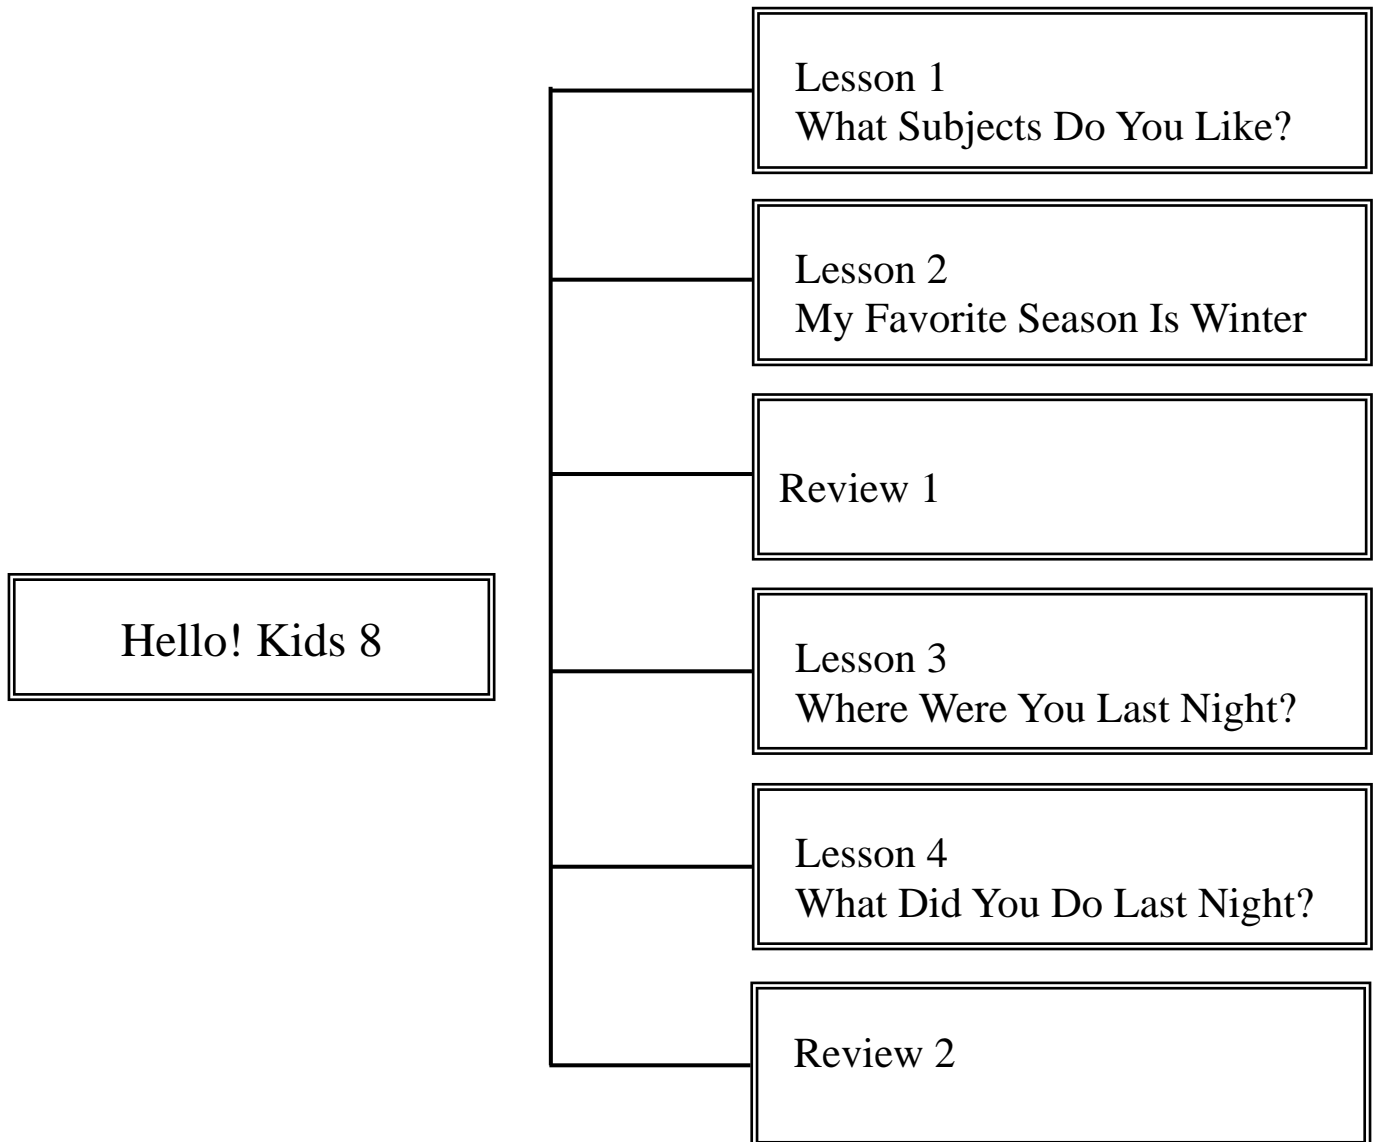 Lesson 1
What Subjects Do You Like?
Lesson 2
My Favorite Season Is Winter
Review 1
Hello! Kids 8
Lesson 3
Where Were You Last Night?
Lesson 4
What Did You Do Last Night?
Review 2